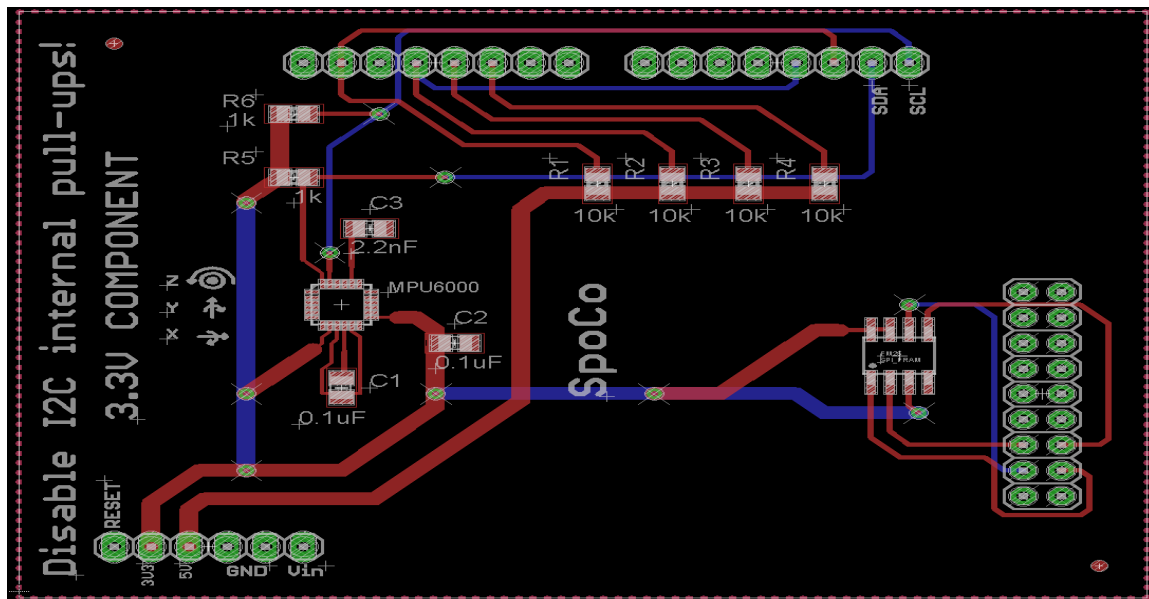 Disable I2C internal pull-ups!
3.3V COMPONENT
Z
Y
X
R6
1k
R5
1k
C3
2.2nF
MPU6000
C2
0.1uF
C1
0.1uF
SpoCo
R1
10k
R2
10k
R3
10k
R4
10k
SDA
SCL
RESET
3V3
5V
GND
Vin